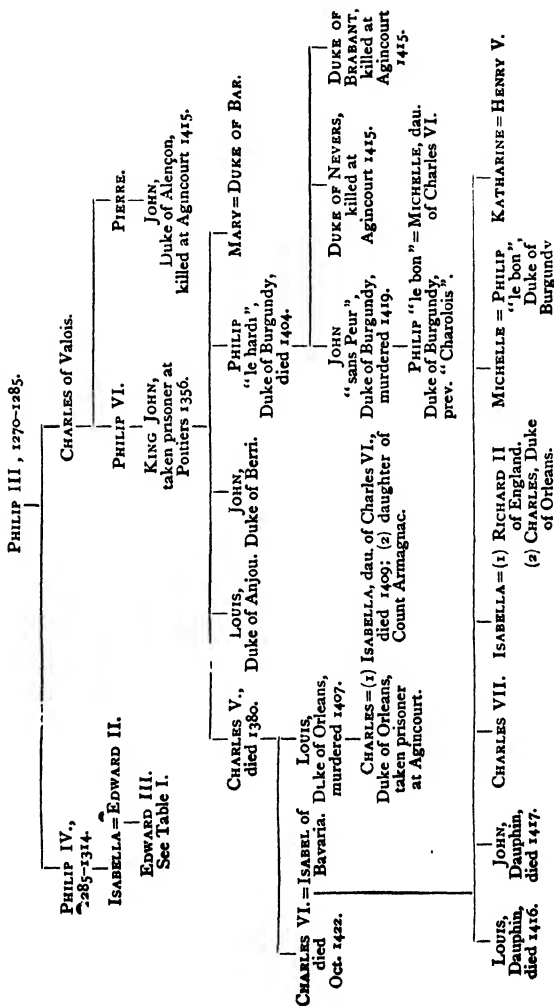 PHILIP III, 1270–1285.
PHILIP IV.,
1285–1314.
ISABELLA = EDWARD II.
EDWARD III.
See Table I.
CHARLES of Valois.
PHILIP VI.
KING JOHN,
taken prisoner at
Poitiers 1356.
PIERRE.
JOHN,
Duke of Alençon,
killed at Agincourt 1415.
CHARLES V.,
died 1380.
LOUIS,
Duke of Anjou.
JOHN,
Duke of Berri.
PHILIP
"le hardi",
Duke of Burgundy,
died 1404.
MARY = DUKE OF BAR.
CHARLES VI. = ISABEL of
died Bavaria.
Oct. 1422.
LOUIS,
Duke of Orleans,
murdered 1407.
CHARLES = (1) ISABELLA, dau. of Charles VI.,
Duke of Orleans, died 1409; (2) daughter of
taken prisoner Count Armagnac.
at Agincourt.
JOHN
"sans Peur",
Duke of Burgundy,
murdered 1419.
PHILIP "le bon" = MICHELLE, dau.
Duke of Burgundy, of Charles VI.
prev. "Charolois".
DUKE OF NEVERS,
killed at
Agincourt 1415.
DUKE OF
BRABANT,
killed at
Agincourt
1415.
LOUIS,
Dauphin,
died 1416.
JOHN,
Dauphin,
died 1417.
CHARLES VII.
ISABELLA = (1) RICHARD II
of England.
(2) CHARLES, Duke
of Orleans.
MICHELLE = PHILIP
"le bon",
Duke of
Burgundy
KATHARINE = HENRY V.